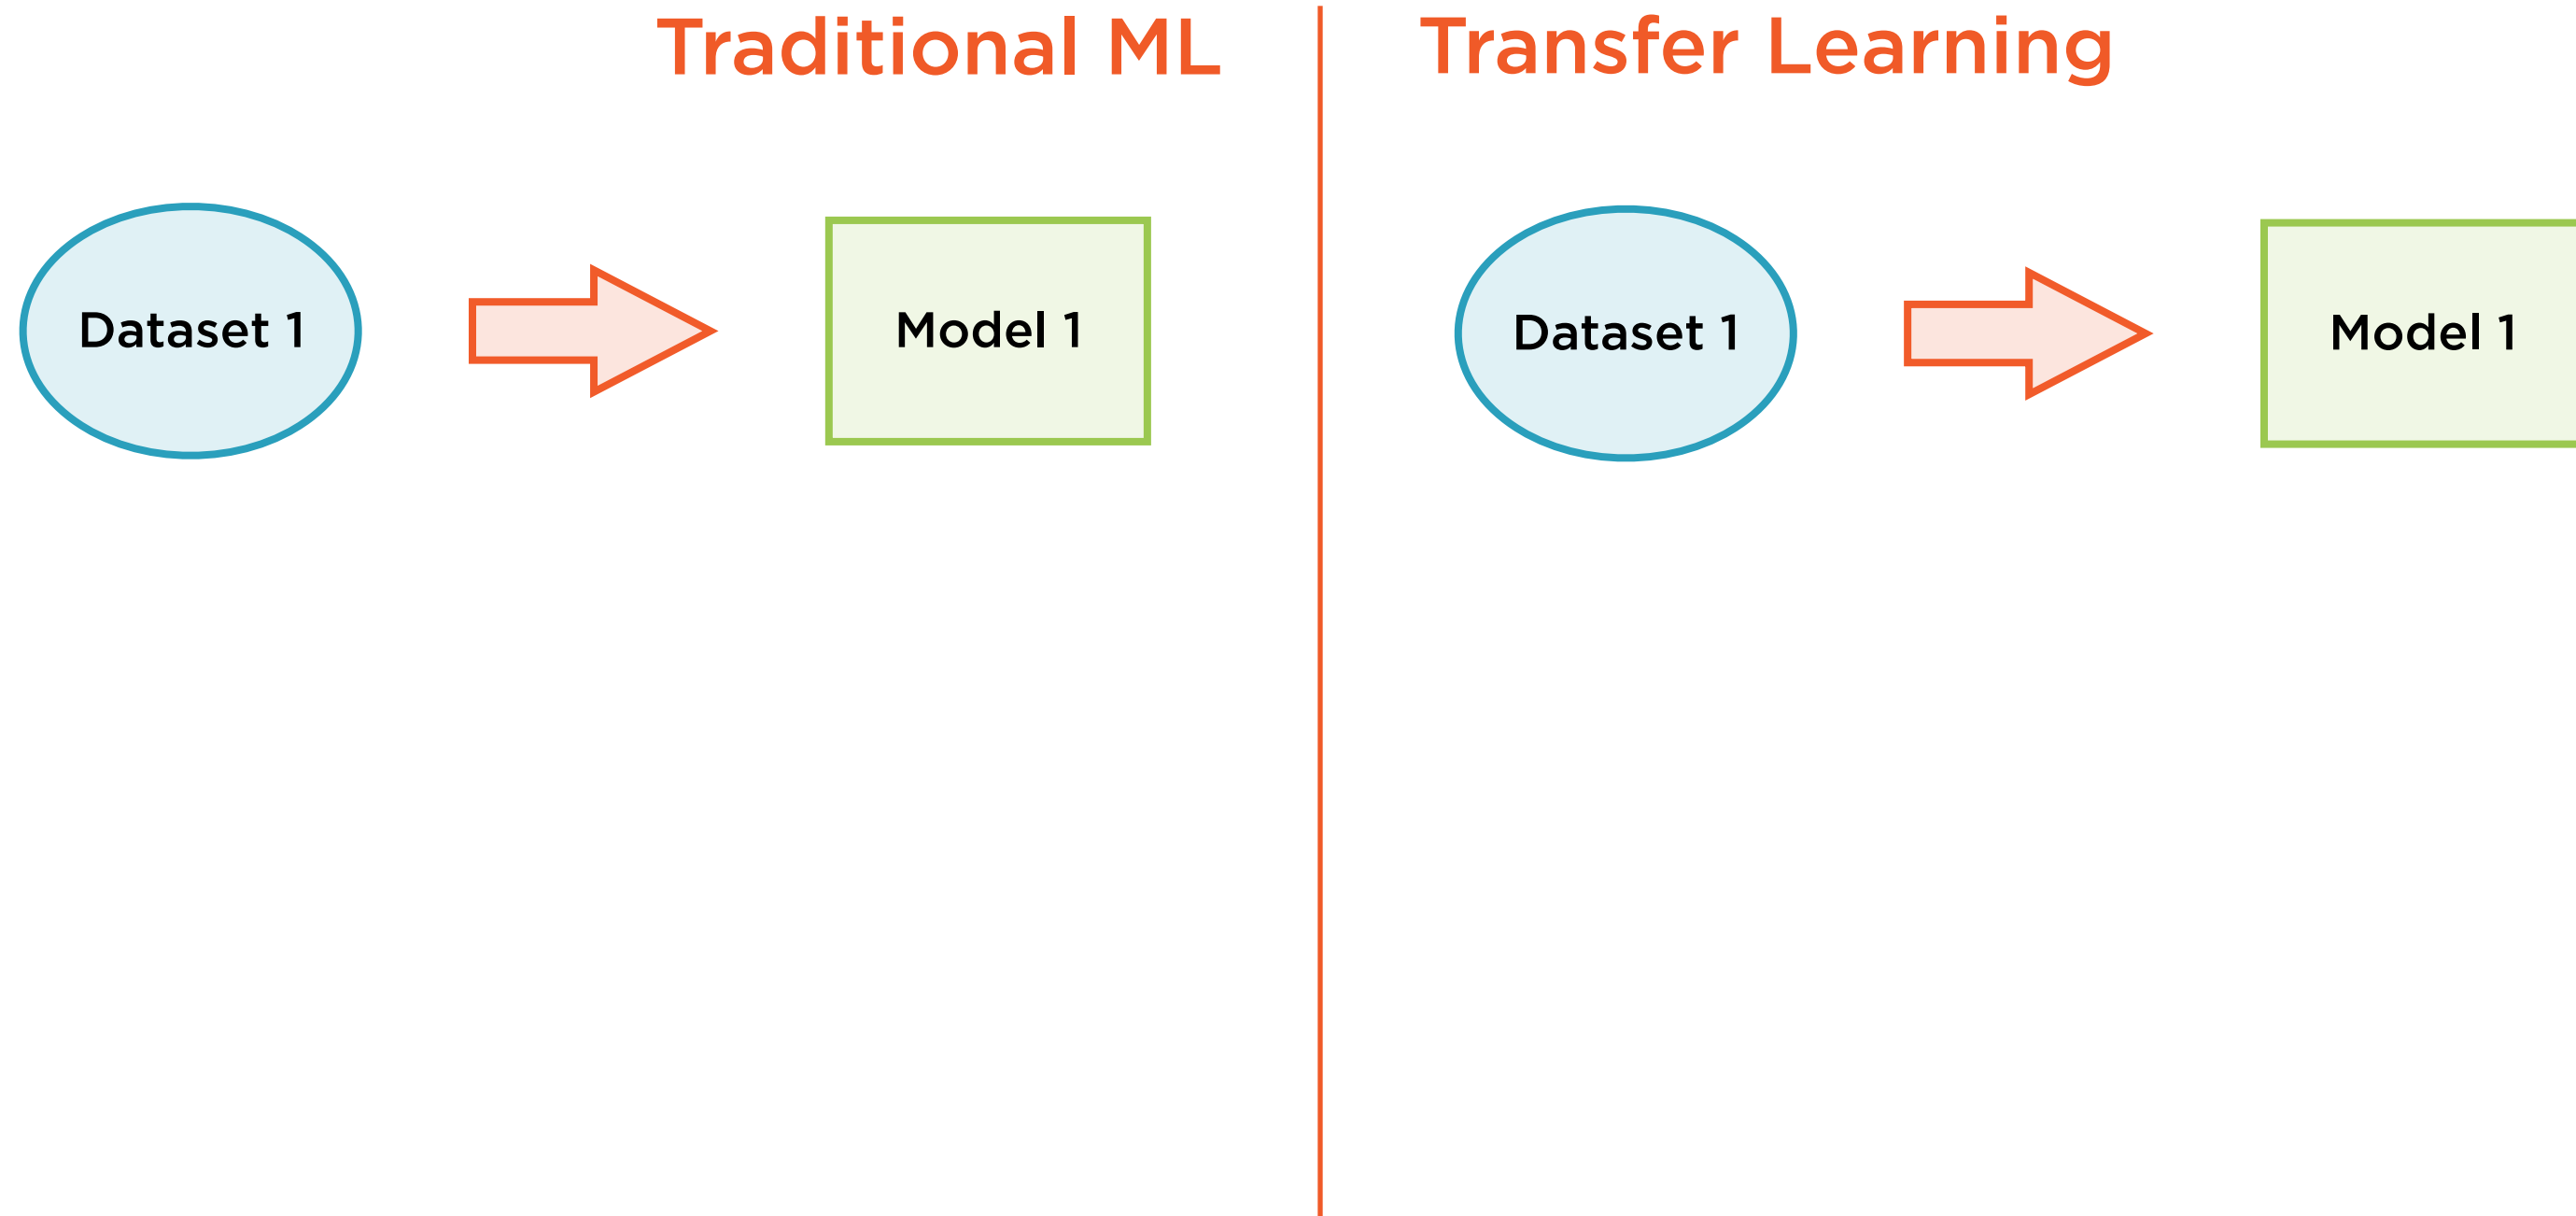 Traditional ML
Transfer Learning
Dataset 1
Model 1
Dataset 1
Model 1